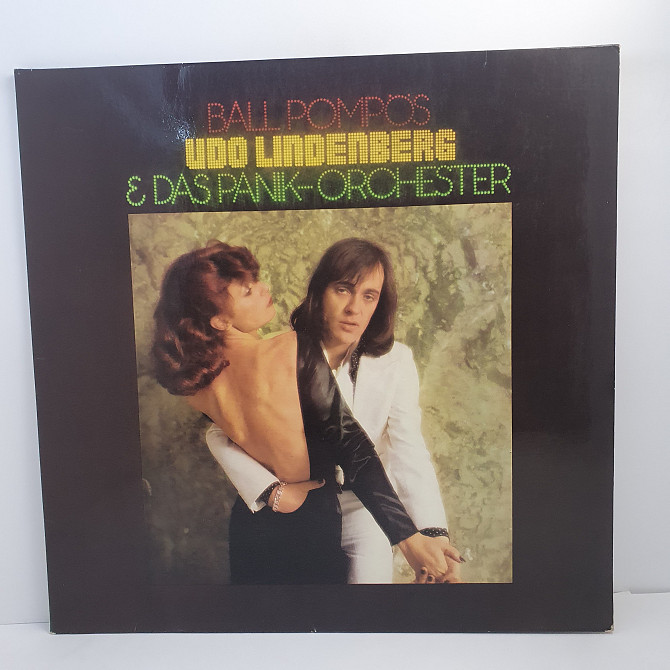 BALL POMPÖS
UDO LINDENBERG
& DAS PANIK-ORCHESTER